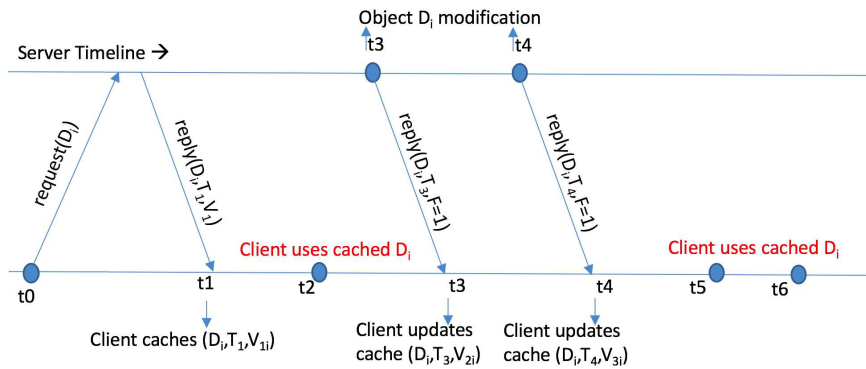 Object Di modification
t3
t4
Server Timeline →
request(Di)
reply(Di,T1,V1)
reply(Di,T3,F=1)
reply(Di,T4,F=1)
Client uses cached Di
Client uses cached Di
t0
t1
t2
t3
t4
t5
t6
Client caches (Di,T1,V1i)
Client updates
cache (Di,T3,V2i)
Client updates
cache (Di,T4,V3i)